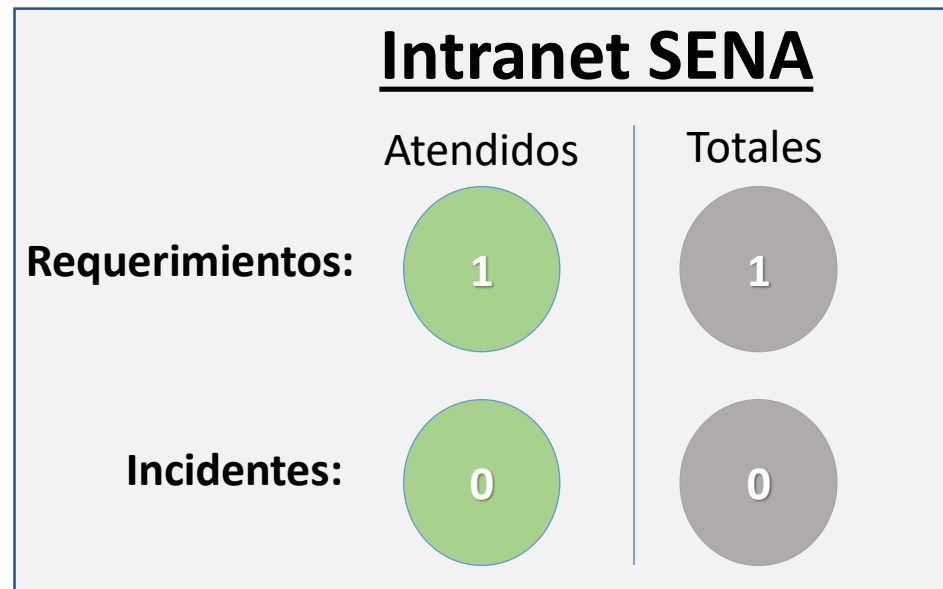 Intranet SENA
Atendidos Totales
Requerimientos: 1 1
Incidentes: 0 0